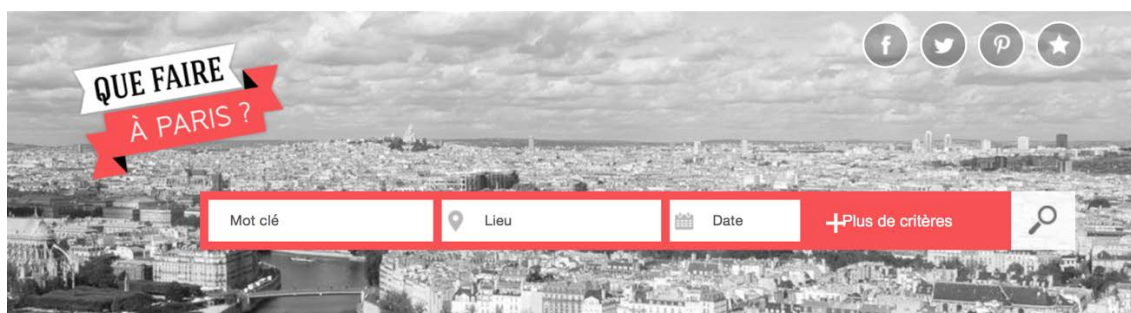 QUE FAIRE
À PARIS ?
Mot clé
Lieu
Date
+Plus de critères